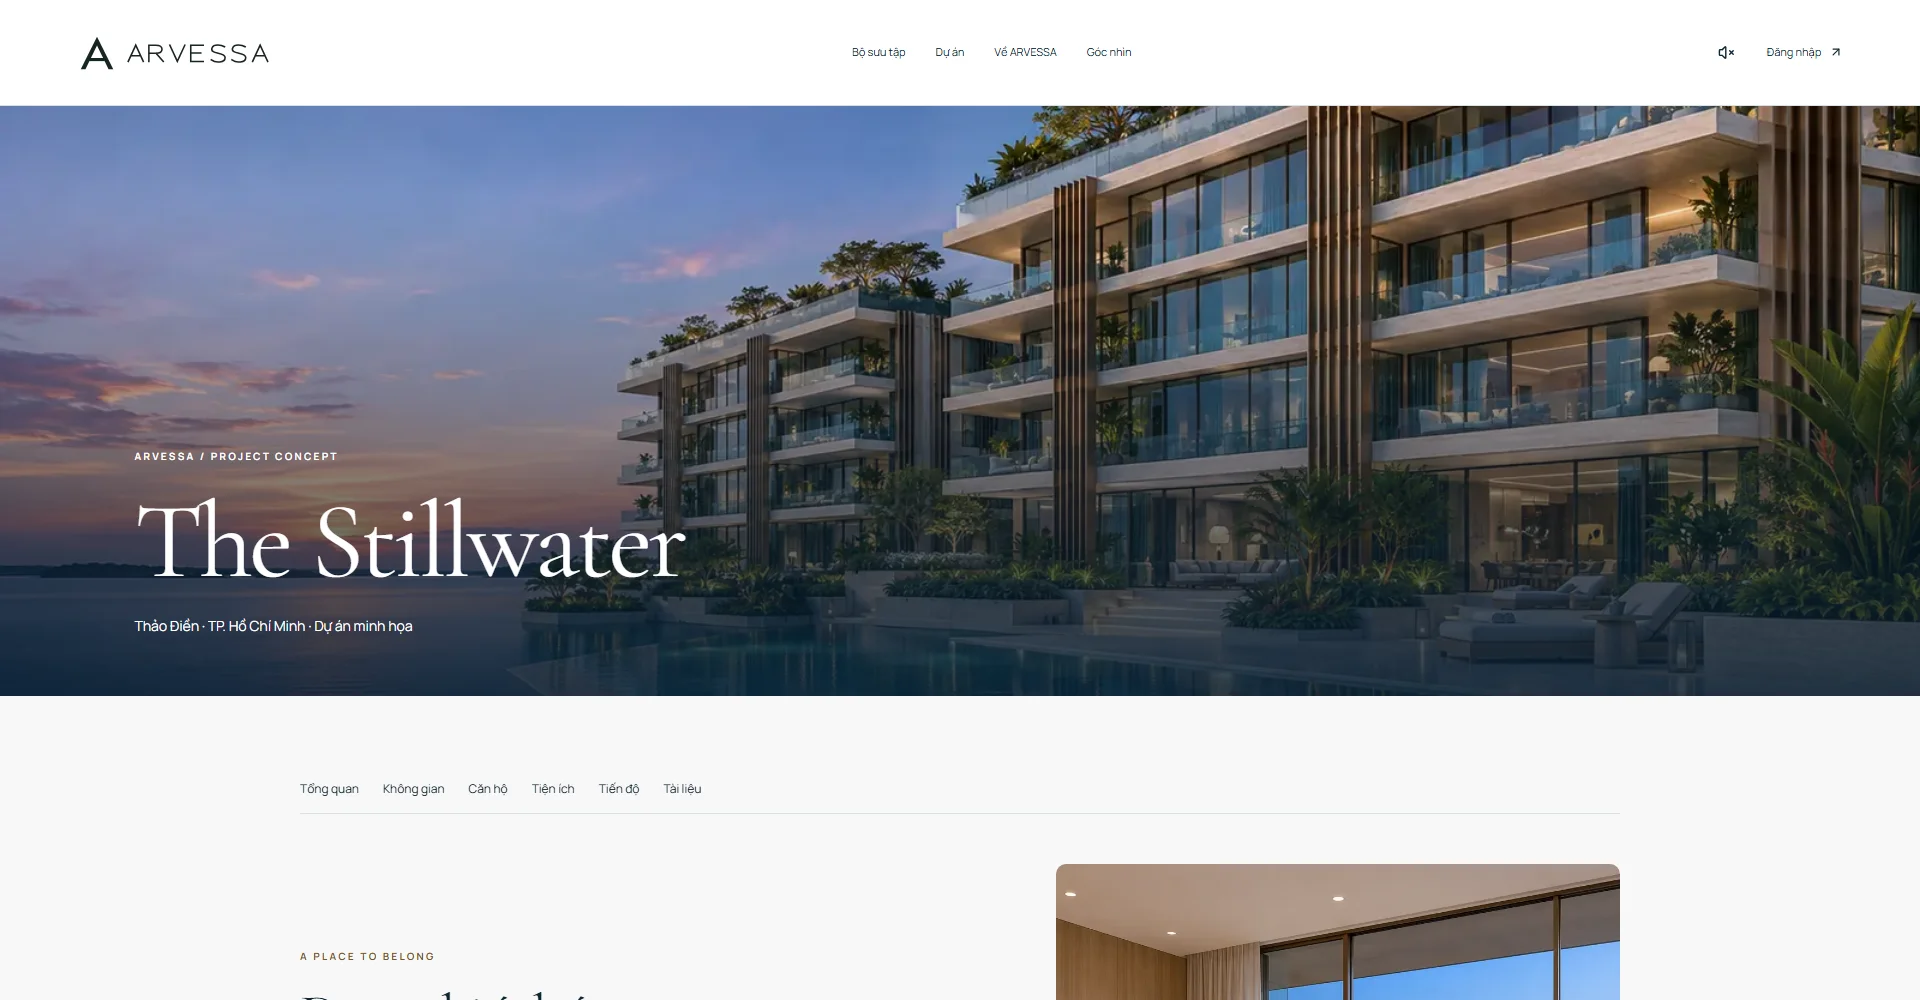 ARVESSA
Bộ sưu tập Dự án Về ARVESSA Góc nhìn
Đăng nhập
ARVESSA / PROJECT CONCEPT
The Stillwater
Thảo Điền · TP. Hồ Chí Minh · Dự án minh họa
Tổng quan Không gian Căn hộ Tiện ích Tiến độ Tài liệu
A PLACE TO BELONG